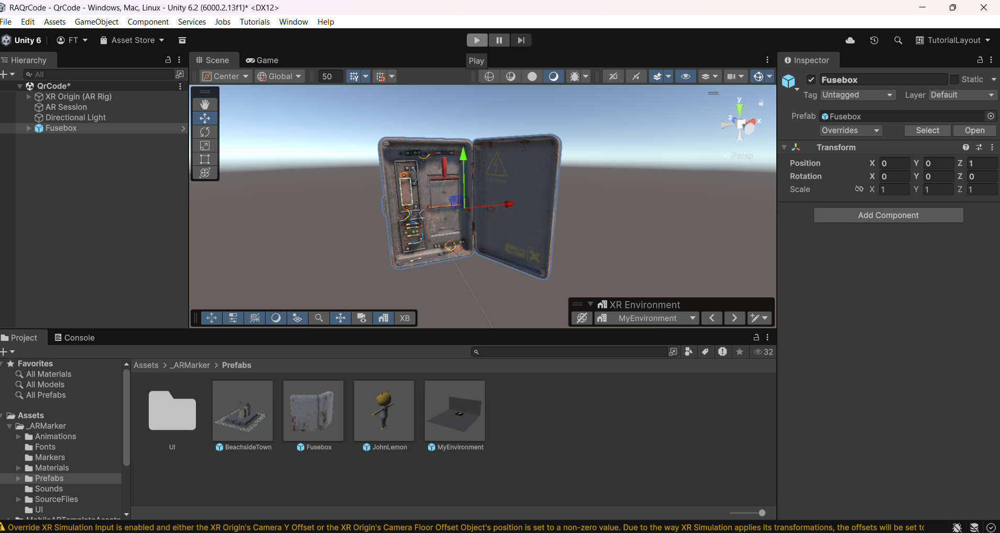 RAQrCode - QrCode - Windows, Mac, Linux - Unity 6.2 (6000.2.13f1)* <DX12>
File Edit Assets GameObject Component Services Jobs Tutorials Window Help
Unity 6 FT Asset Store TutorialLayout
Hierarchy
All
QrCode*
XR Origin (AR Rig)
AR Session
Directional Light
Fusebox
Scene Game
Play
Center Global 50
y
z x
Persp
CAUTION
XB
XR Environment
MyEnvironment
Inspector
Fusebox Static
Tag Untagged Layer Default
Prefab Fusebox
Overrides Select Open
Transform
Position X 0 Y 0 Z 1
Rotation X 0 Y 0 Z 0
Scale X 1 Y 1 Z 1
Add Component
Project Console
32
Favorites
All Materials
All Models
All Prefabs
Assets
_ARMarker
Animations
Fonts
Markers
Materials
Prefabs
Sounds
SourceFiles
UI
MobileARTemplateAssets
Assets > _ARMarker > Prefabs
UI BeachsideTown Fusebox JohnLemon MyEnvironment
Override XR Simulation Input is enabled and either the XR Origin's Camera Y Offset or the XR Origin's Camera Floor Offset Object's position is set to a non-zero value. Due to the way XR Simulation applies its transformations, the offsets will be set to